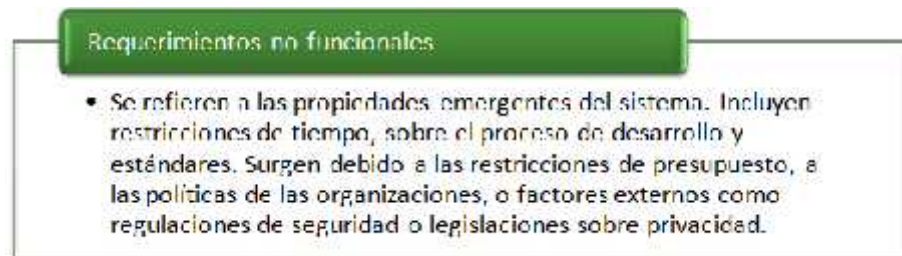 Requerimientos no funcionales
• Se refieren a las propiedades emergentes del sistema. Incluyen
restricciones de tiempo, sobre el proceso de desarrollo y
estándares. Surgen debido a las restricciones de presupuesto, a
las políticas de las organizaciones, o factores externos como
regulaciones de seguridad o legislaciones sobre privacidad.